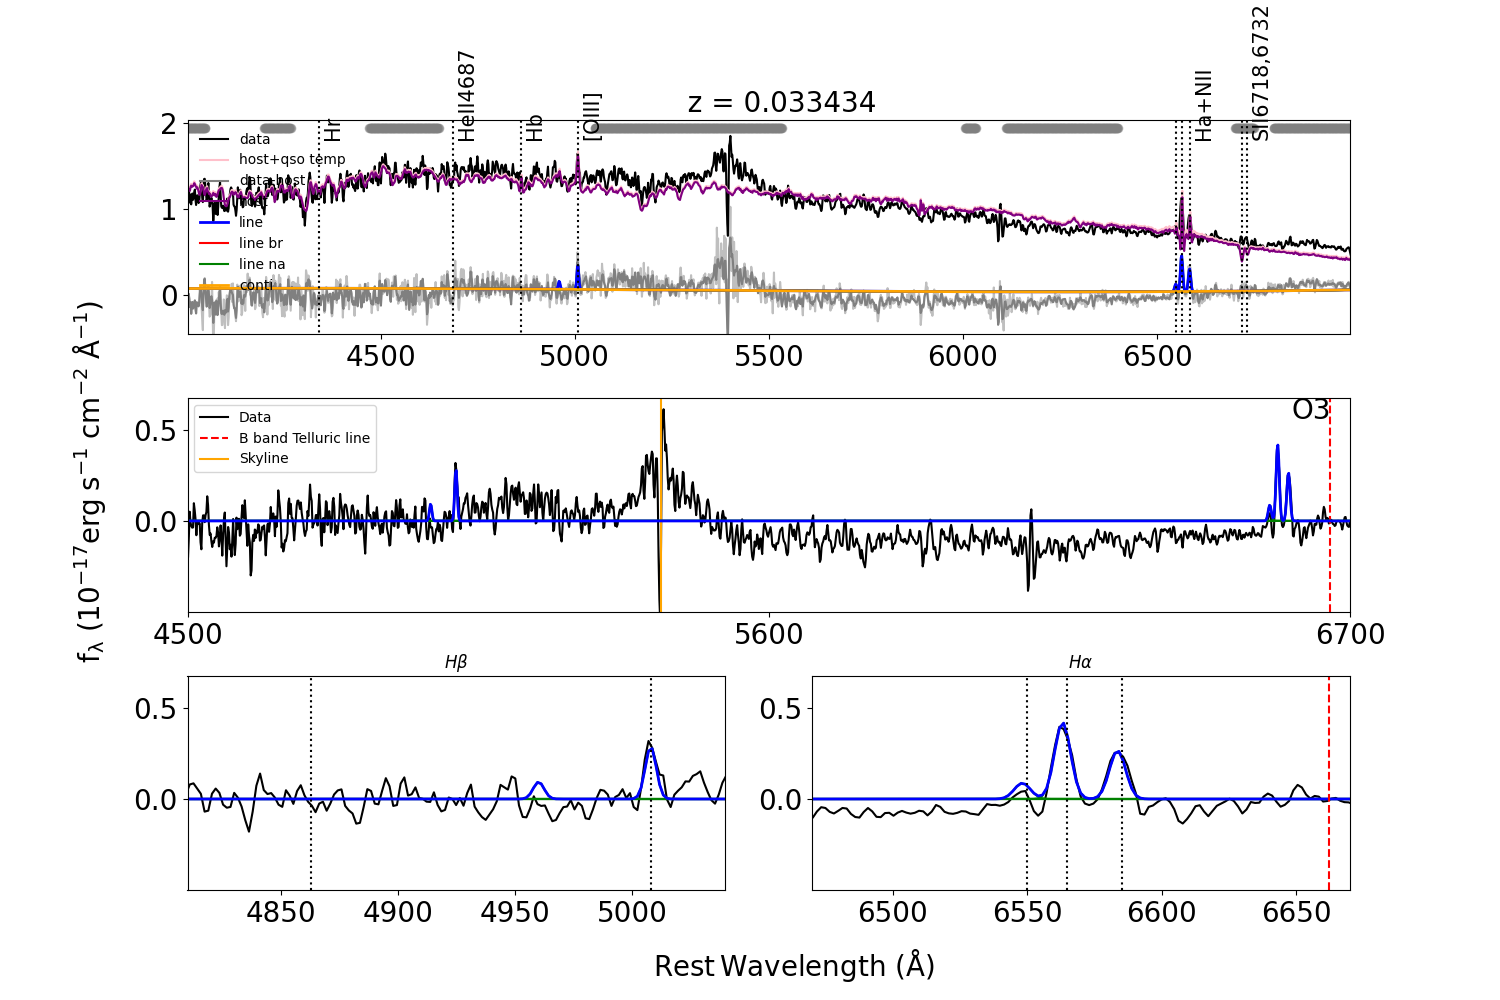 z = 0.033434
Hr
HeII4687
Hb
[OIII]
Ha+NII
SII6718,6732
data
host+qso temp
data-host
host
line
line br
line na
conti
2
1
0
4500 5000 5500 6000 6500
fλ (10−17erg s−1 cm−2 Å−1)
Data
B band Telluric line
Skyline
O3
0.5
0.0
4500 5600 6700
Hβ
0.5
0.0
4850 4900 4950 5000
Hα
0.5
0.0
6500 6550 6600 6650
Rest Wavelength (Å)